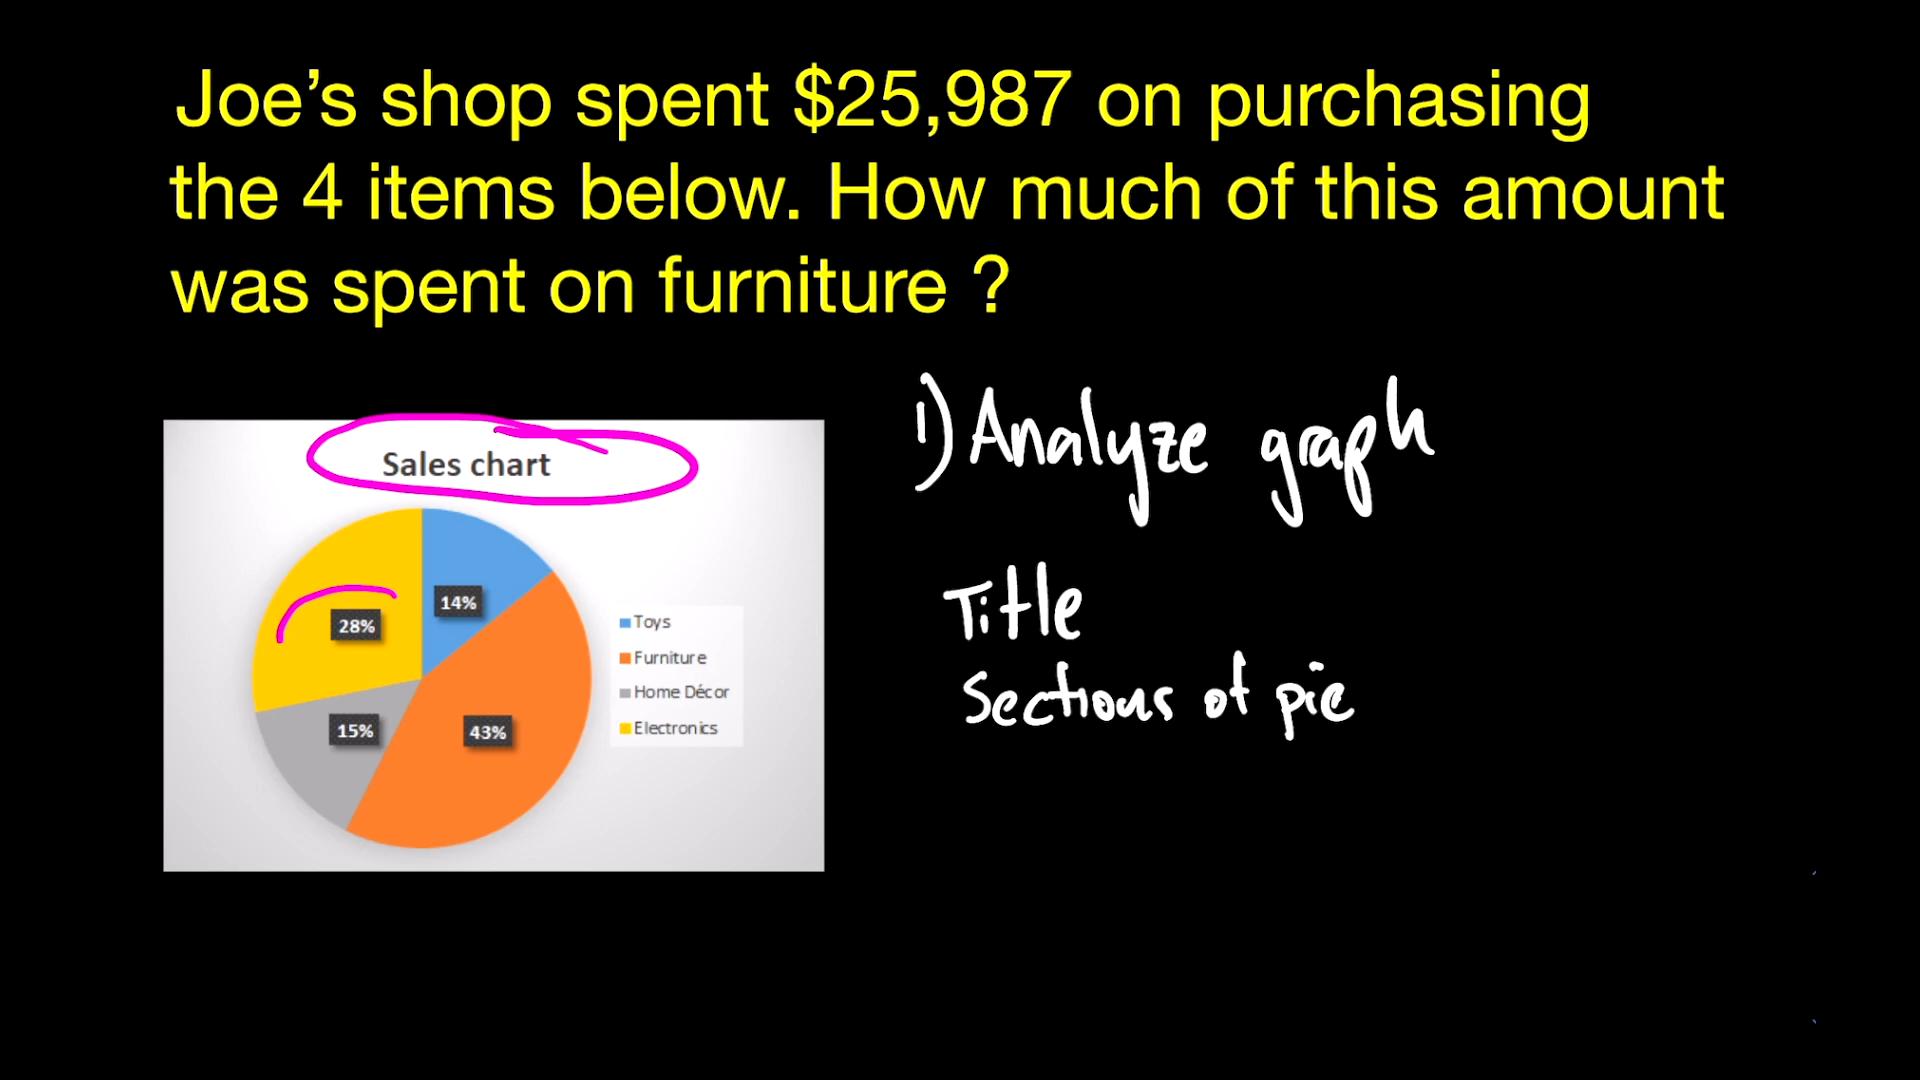 Joe’s shop spent $25,987 on purchasing
the 4 items below. How much of this amount
was spent on furniture ?
1) Analyze graph
Sales chart
Title
Sections of pie
14%
28%
15%
43%
Toys
Furniture
Home Décor
Electronics